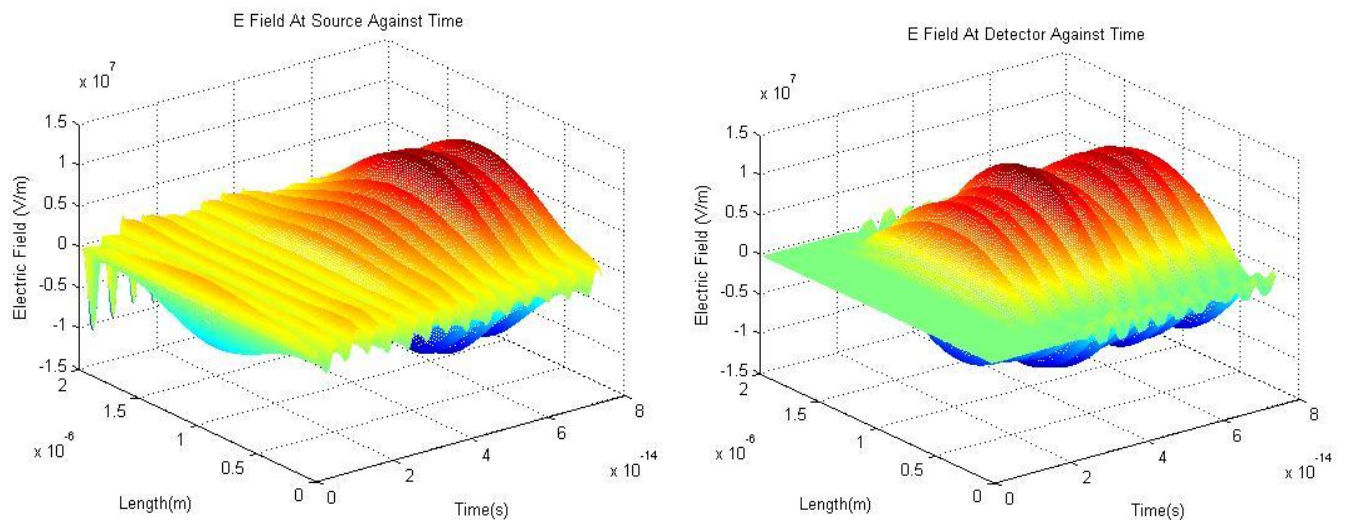 E Field At Source Against Time
x 10^7
1.5
1
0.5
0
-0.5
-1
-1.5
Electric Field (V/m)
2
1.5
1
0.5
0
x 10^-6
Length(m)
0
2
4
6
8
x 10^-14
Time(s)
E Field At Detector Against Time
x 10^7
1.5
1
0.5
0
-0.5
-1
-1.5
Electric Field (V/m)
2
1.5
1
0.5
0
x 10^-6
Length(m)
0
2
4
6
8
x 10^-14
Time(s)